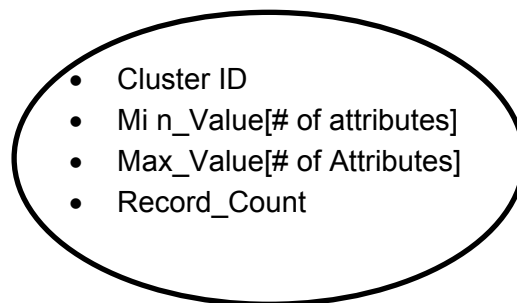 • Cluster ID
• Mi n_Value[# of attributes]
• Max_Value[# of Attributes]
• Record_Count